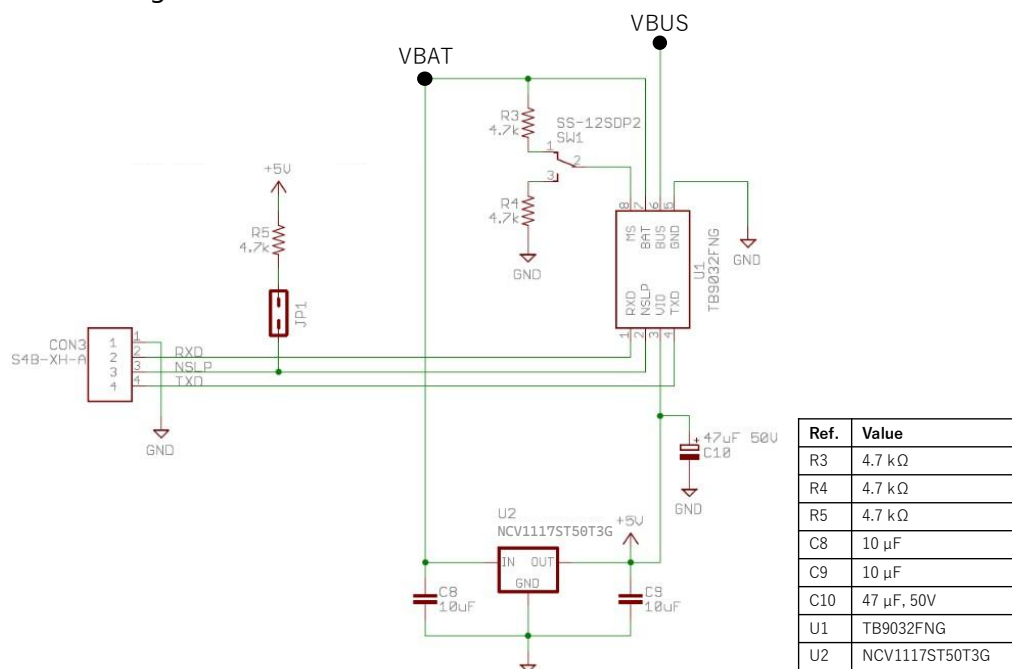 VBUS
VBAT
R3
4.7k
SS-12SDP2
SW1
1
2
3
+5V
R4
4.7k
GND
R5
4.7k
8
7
6
5
MS
BAT
BUS
GND
GND
U1
TB9032FNG
RXD
NSLP
VIO
TXD
1
2
3
4
JP1
CON3
S4B-XH-A
1
2
3
4
1
2
3
4
RXD
NSLP
TXD
GND
+
47uF 50V
C10
GND
U2
NCV1117ST50T3G
+5V
IN OUT
GND
C8
10uF
C9
10uF
Ref. Value
R3 4.7 kΩ
R4 4.7 kΩ
R5 4.7 kΩ
C8 10 μF
C9 10 μF
C10 47 μF, 50V
U1 TB9032FNG
U2 NCV1117ST50T3G